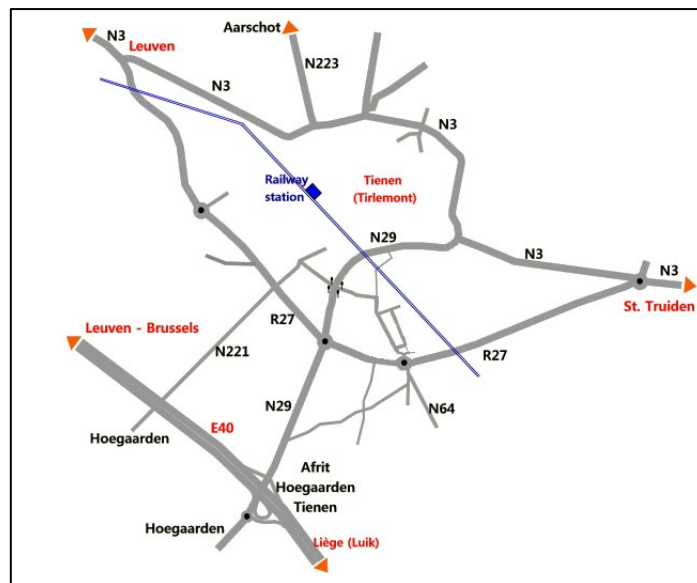 Aarschot
N3
Leuven
N223
N3
N3
Railway
station
Tienen
(Tirlemont)
N29
N3
N3
St. Truiden
R27
Leuven - Brussels
N221
R27
N29
N64
E40
Hoegaarden
Afrit
Hoegaarden
Tienen
Hoegaarden
Liège (Luik)